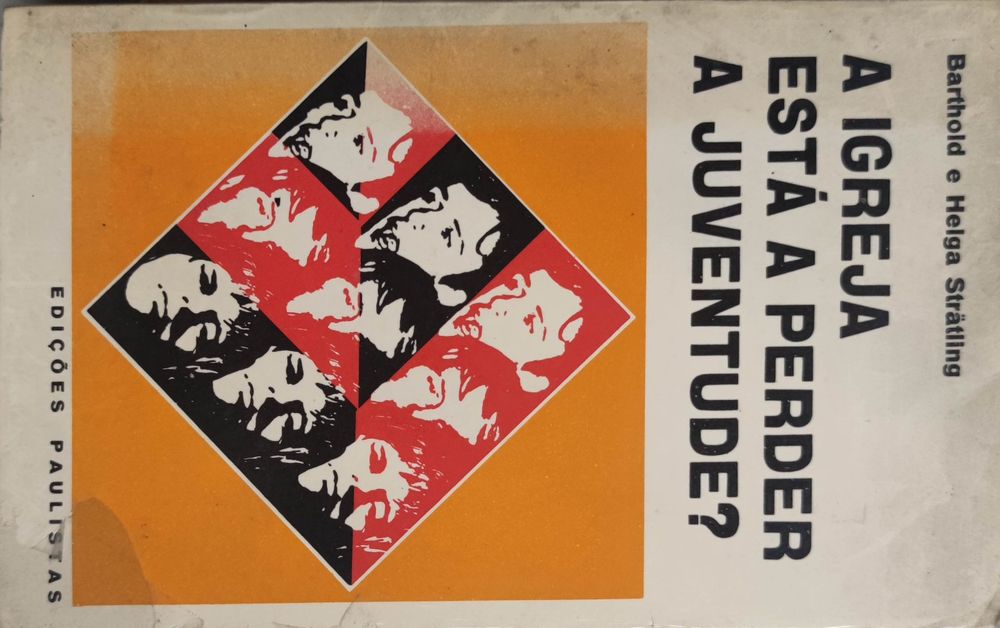 Barthold e Helga Strätling
A IGREJA
ESTÁ A PERDER
A JUVENTUDE?
EDIÇÕES PAULISTAS